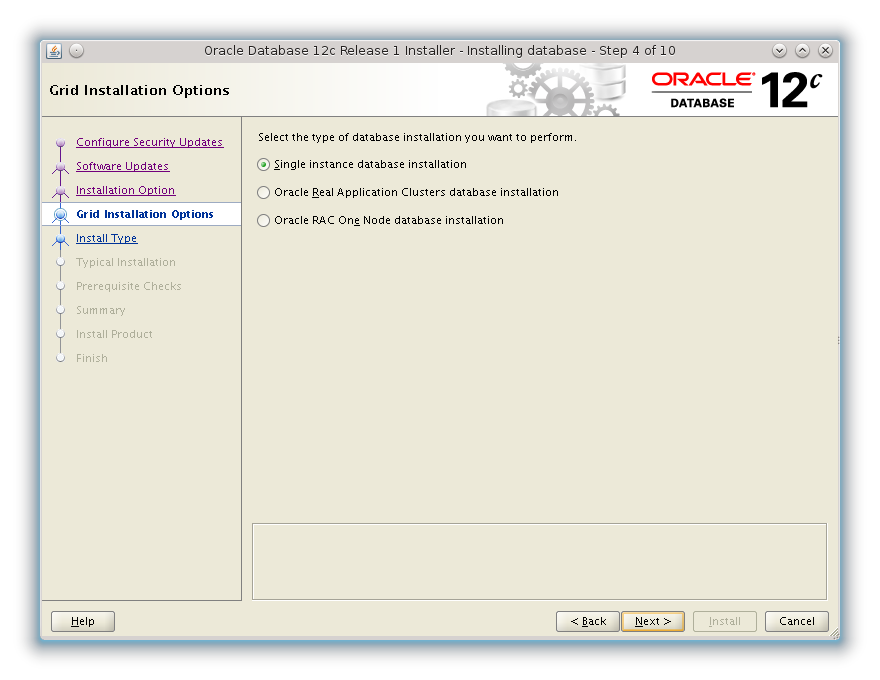 Oracle Database 12c Release 1 Installer - Installing database - Step 4 of 10
Grid Installation Options
ORACLE®
DATABASE
12c
Configure Security Updates
Software Updates
Installation Option
Grid Installation Options
Install Type
Typical Installation
Prerequisite Checks
Summary
Install Product
Finish
Select the type of database installation you want to perform.
Single instance database installation
Oracle Real Application Clusters database installation
Oracle RAC One Node database installation
Help
< Back
Next >
Install
Cancel